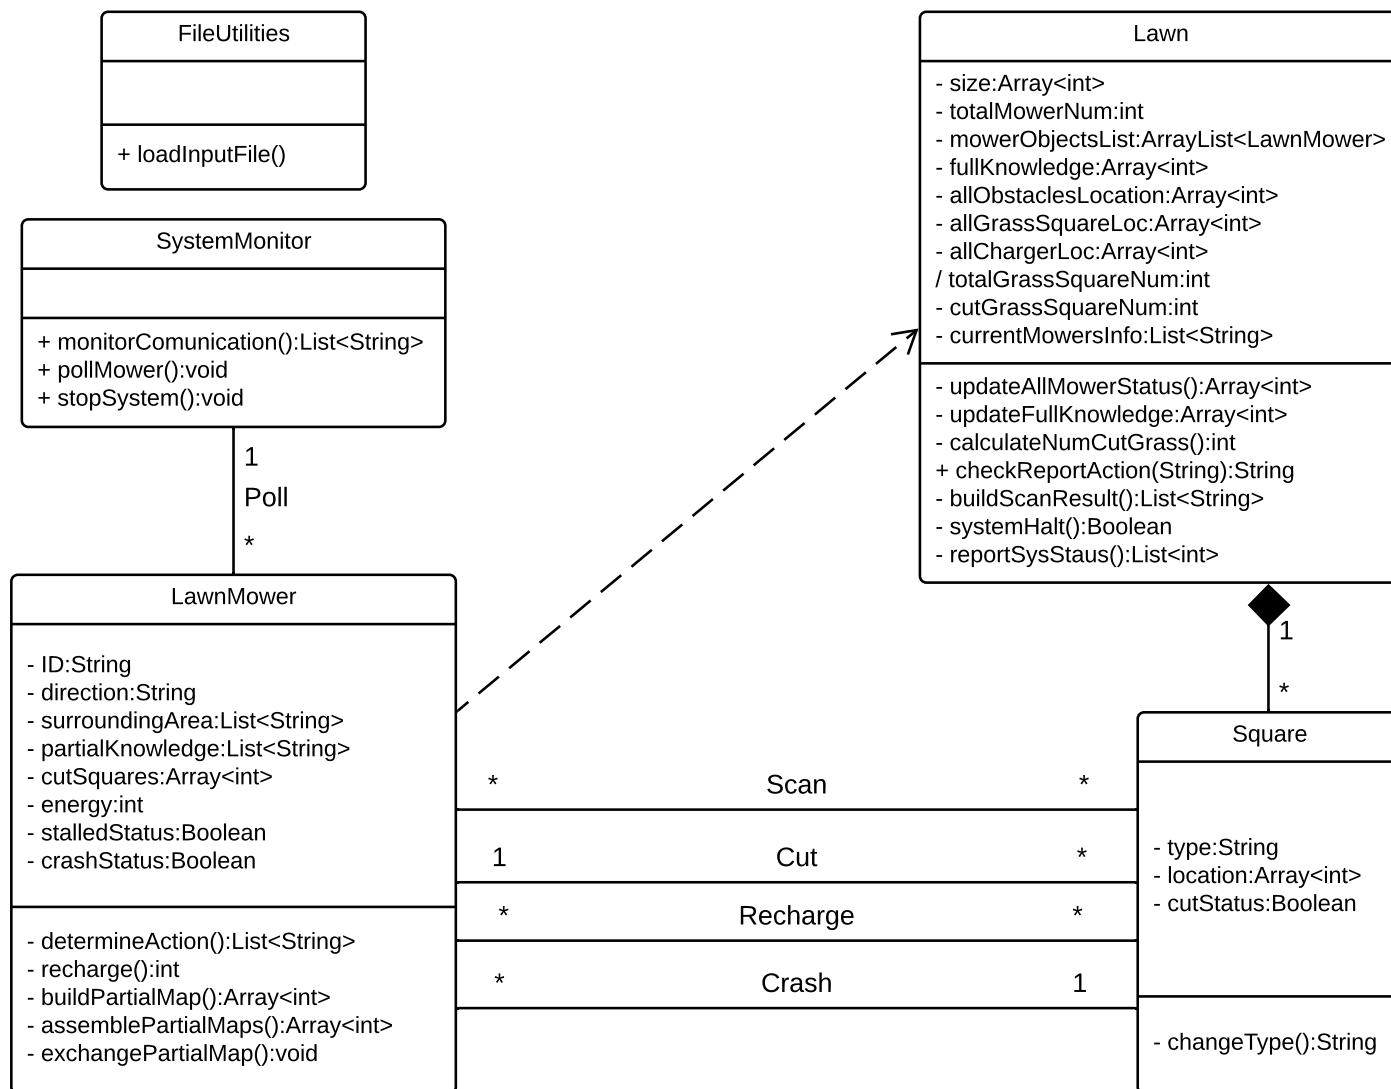 FileUtilities
+ loadInputFile()
SystemMonitor
+ monitorComunication():List<String>
+ pollMower():void
+ stopSystem():void
1
Poll
*
LawnMower
- ID:String
- direction:String
- surroundingArea:List<String>
- partialKnowledge:List<String>
- cutSquares:Array<int>
- energy:int
- stalledStatus:Boolean
- crashStatus:Boolean
- determineAction():List<String>
- recharge():int
- buildPartialMap():Array<int>
- assemblePartialMaps():Array<int>
- exchangePartialMap():void
Lawn
- size:Array<int>
- totalMowerNum:int
- mowerObjectsList:ArrayList<LawnMower>
- fullKnowledge:Array<int>
- allObstaclesLocation:Array<int>
- allGrassSquareLoc:Array<int>
- allChargerLoc:Array<int>
/ totalGrassSquareNum:int
- cutGrassSquareNum:int
- currentMowersInfo:List<String>
- updateAllMowerStatus():Array<int>
- updateFullKnowledge:Array<int>
- calculateNumCutGrass():int
+ checkReportAction(String):String
- buildScanResult():List<String>
- systemHalt():Boolean
- reportSysStaus():List<int>
1
*
* Scan *
1 Cut *
* Recharge *
* Crash 1
Square
- type:String
- location:Array<int>
- cutStatus:Boolean
- changeType():String